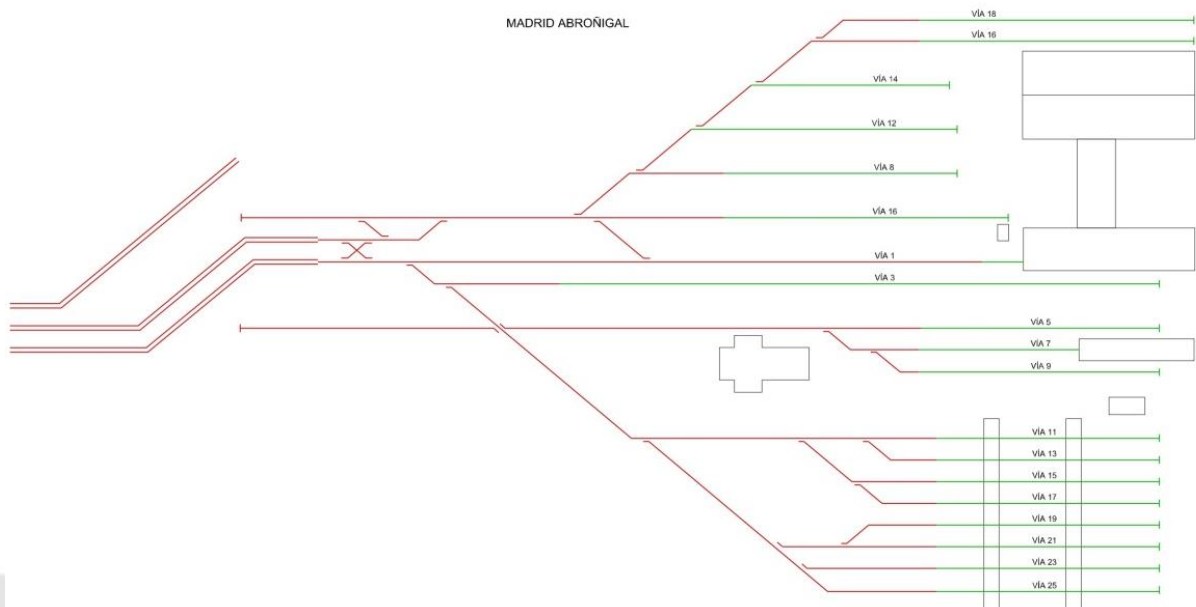 VÍA 18
MADRID ABROÑIGAL
VÍA 16
VÍA 14
VÍA 12
VÍA 8
VÍA 16
VÍA 1
VÍA 3
VÍA 5
VÍA 7
VÍA 9
VÍA 11
VÍA 13
VÍA 15
VÍA 17
VÍA 19
VÍA 21
VÍA 23
VÍA 25